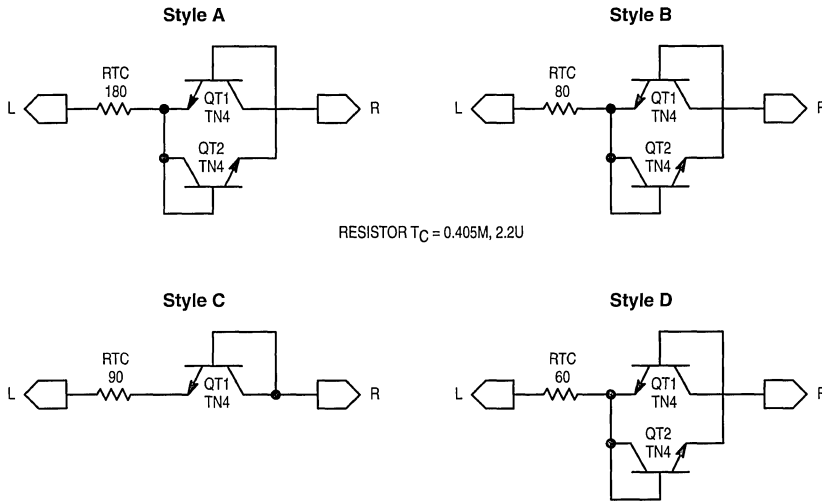 Style A
Style B
RTC
180
L
QT1
TN4
R
QT2
TN4
RTC
80
L
QT1
TN4
R
QT2
TN4
RESISTOR TC = 0.405M, 2.2U
Style C
Style D
RTC
90
L
QT1
TN4
R
RTC
60
L
QT1
TN4
R
QT2
TN4